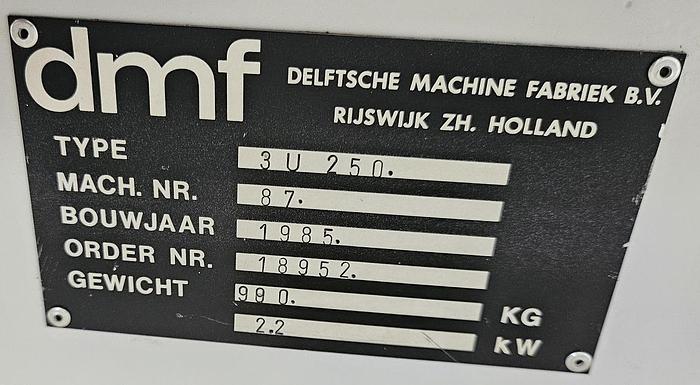 dmf DELFTSCHE MACHINE FABRIEK B.V.
RIJSWIJK ZH. HOLLAND
TYPE 3 U 250.
MACH. NR. 87.
BOUWJAAR 1985.
ORDER NR. 18952.
GEWICHT 990. KG
2.2 kW